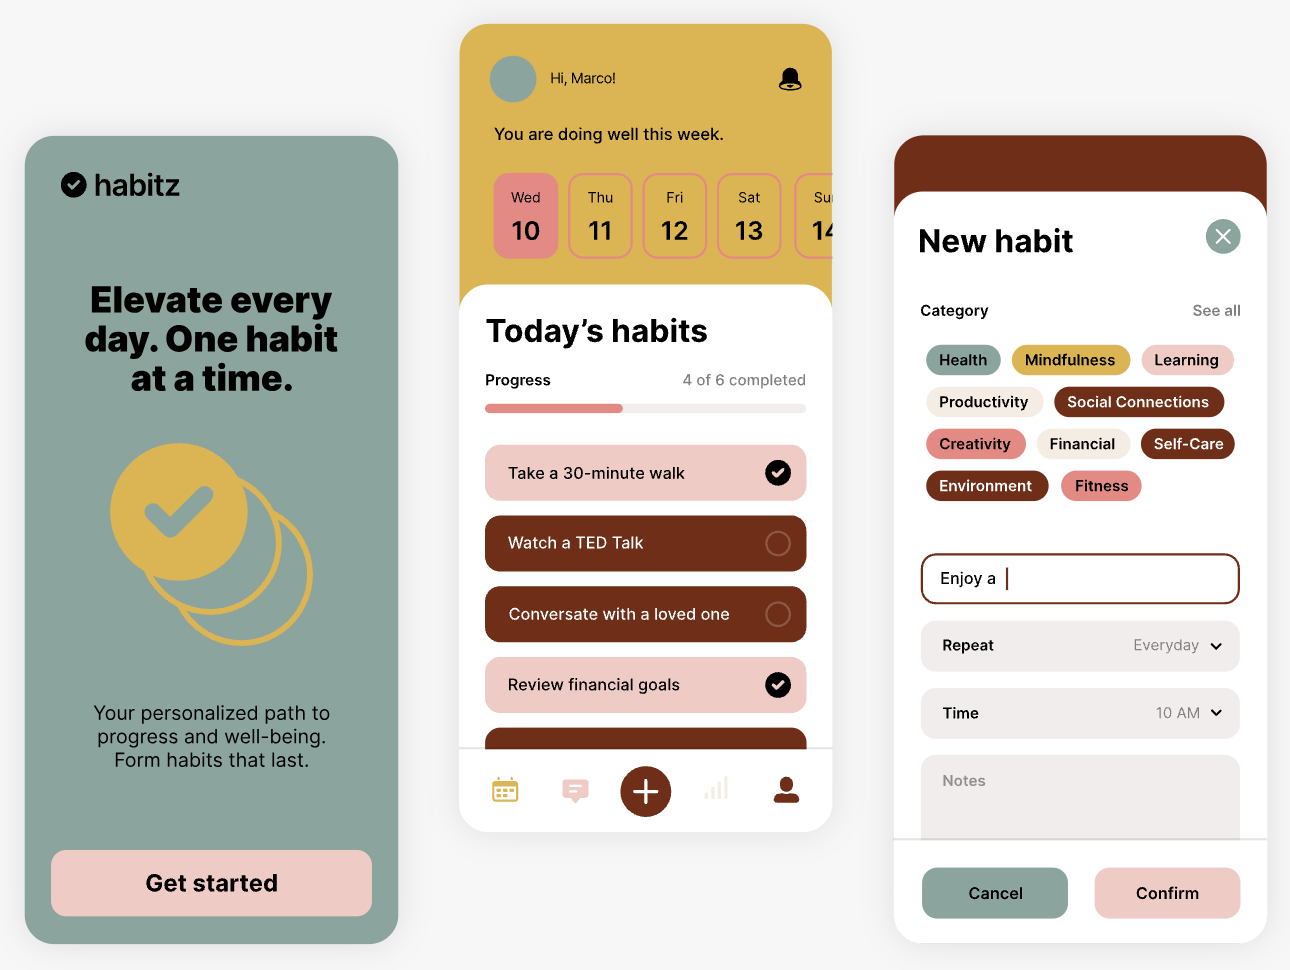 habitz
Elevate every
day. One habit
at a time.
Your personalized path to
progress and well-being.
Form habits that last.
Get started
Hi, Marco!
You are doing well this week.
Wed Thu Fri Sat Su
10 11 12 13 14
Today’s habits
Progress 4 of 6 completed
Take a 30-minute walk
Watch a TED Talk
Conversate with a loved one
Review financial goals
New habit
Category See all
Health Mindfulness Learning
Productivity Social Connections
Creativity Financial Self-Care
Environment Fitness
Enjoy a
Repeat Everyday
Time 10 AM
Notes
Cancel Confirm